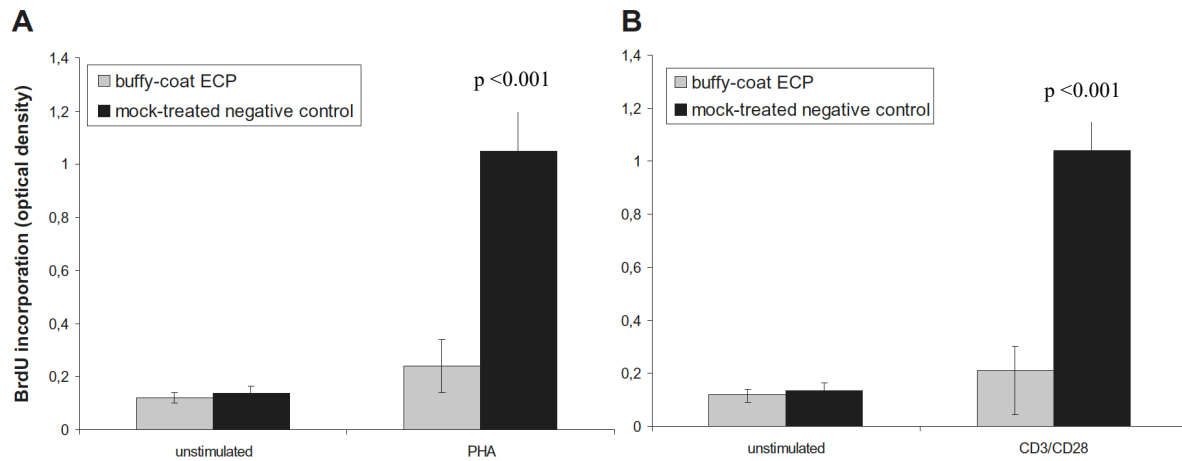 A
BrdU incorporation (optical density)
1,4
1,2
1
0,8
0,6
0,4
0,2
0
buffy-coat ECP
mock-treated negative control
p <0.001
unstimulated
PHA
B
1,4
1,2
1
0,8
0,6
0,4
0,2
0
buffy-coat ECP
mock-treated negative control
p <0.001
unstimulated
CD3/CD28